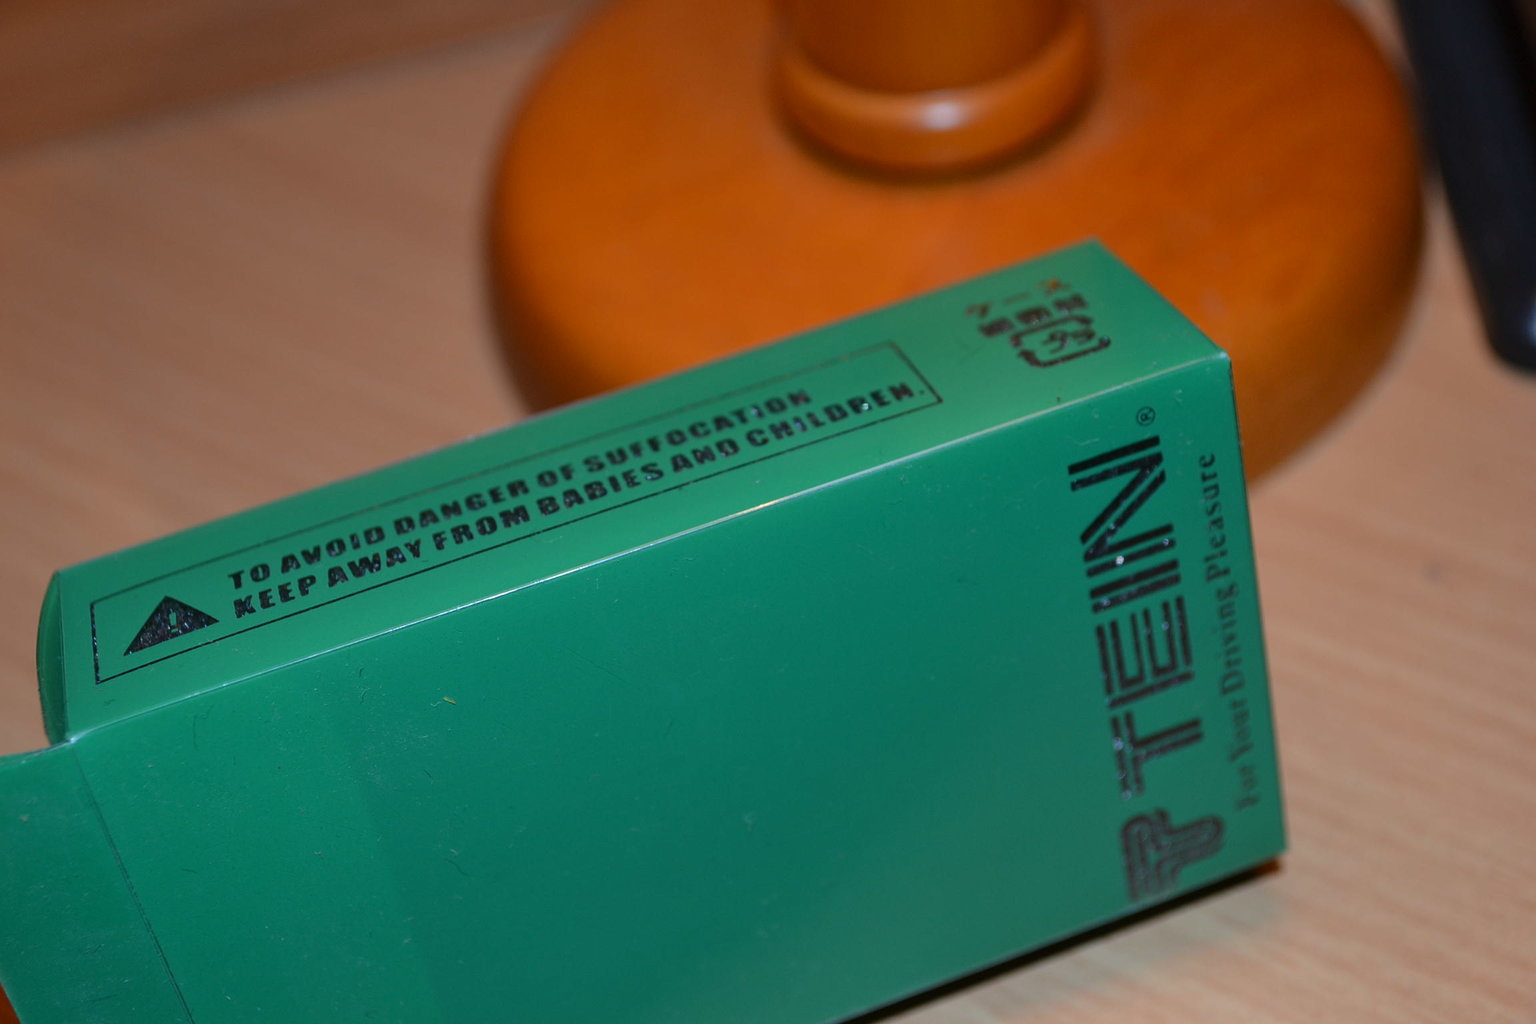 TO AVOID DANGER OF SUFFOCATION
KEEP AWAY FROM BABIES AND CHILDREN.
TEIN®
For Your Driving Pleasure